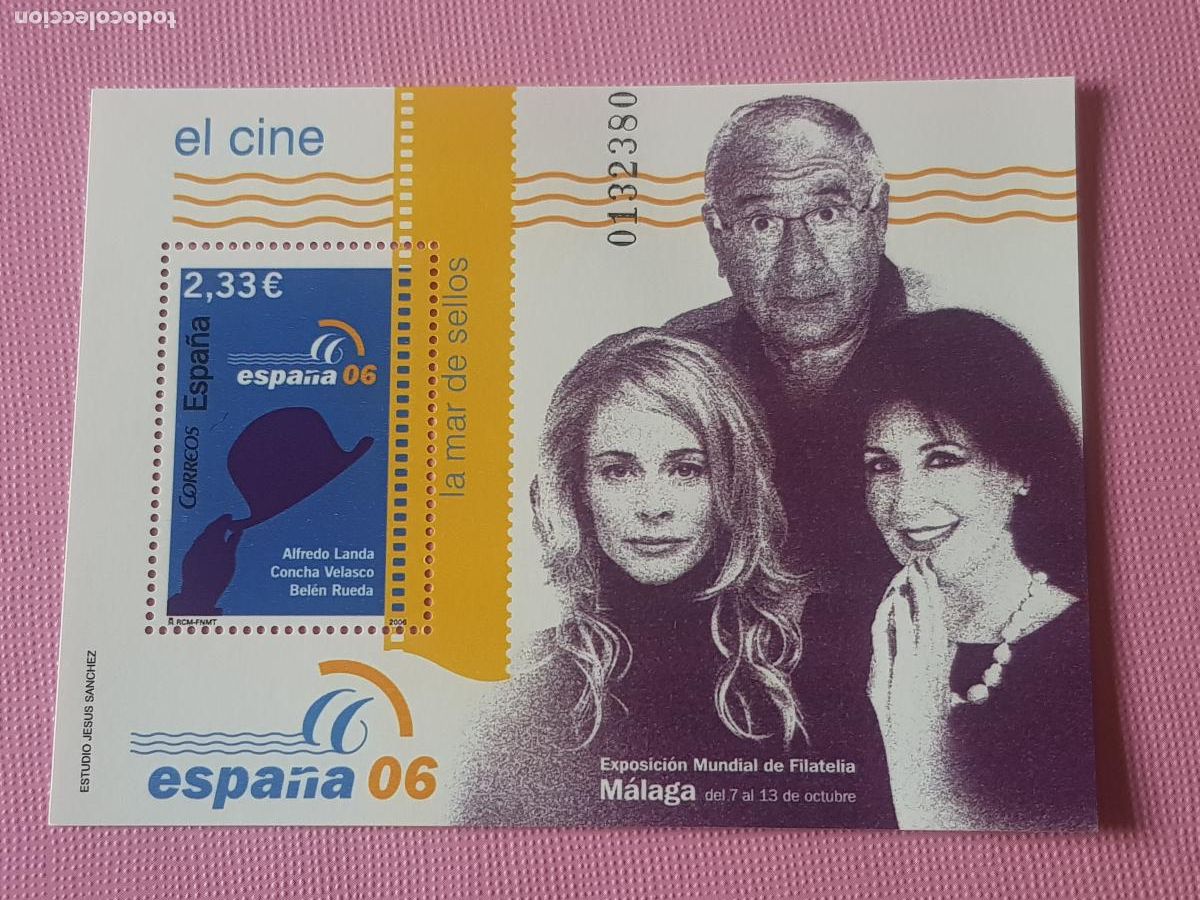 todocoleccion
el cine
0132380
2,33€
España
Correos
españa 06
Alfredo Landa
Concha Velasco
Belén Rueda
RCM-FNMT
2006
la mar de sellos
ESTUDIO JESUS SANCHEZ
españa 06
Exposición Mundial de Filatelia
Málaga del 7 al 13 de octubre